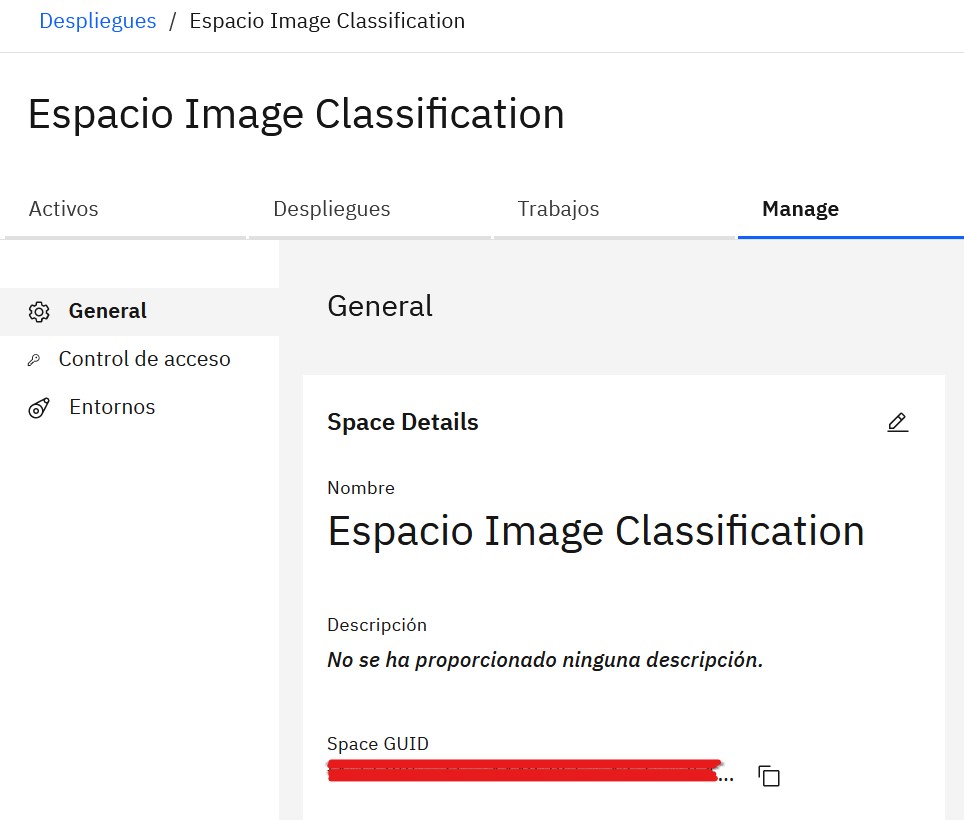 Despliegues / Espacio Image Classification
Espacio Image Classification
Activos Despliegues Trabajos Manage
General
Control de acceso
Entornos
General
Space Details
Nombre
Espacio Image Classification
Descripción
No se ha proporcionado ninguna descripción.
Space GUID
...